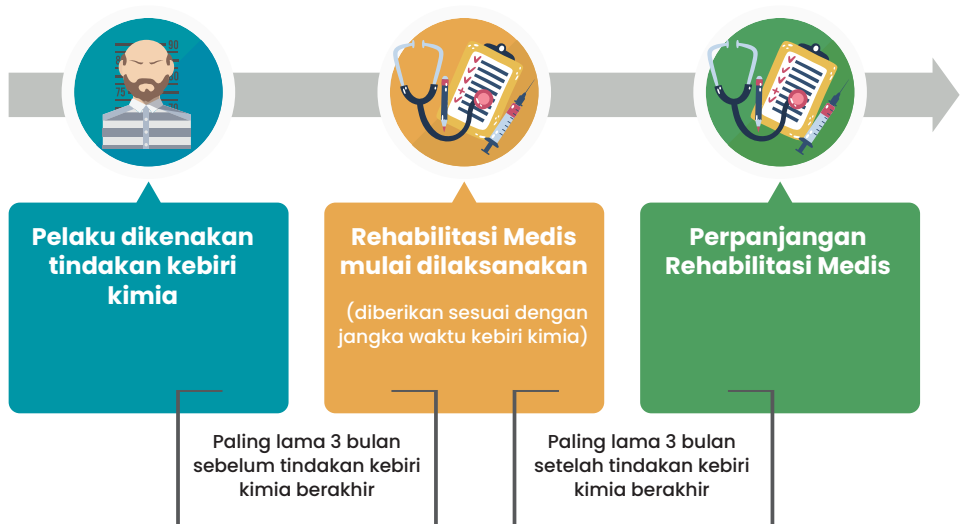 90
75
Pelaku dikenakan
tindakan kebiri
kimia
Rehabilitasi Medis
mulai dilaksanakan
(diberikan sesuai dengan
jangka waktu kebiri kimia)
Perpanjangan
Rehabilitasi Medis
Paling lama 3 bulan
sebelum tindakan kebiri
kimia berakhir
Paling lama 3 bulan
setelah tindakan kebiri
kimia berakhir